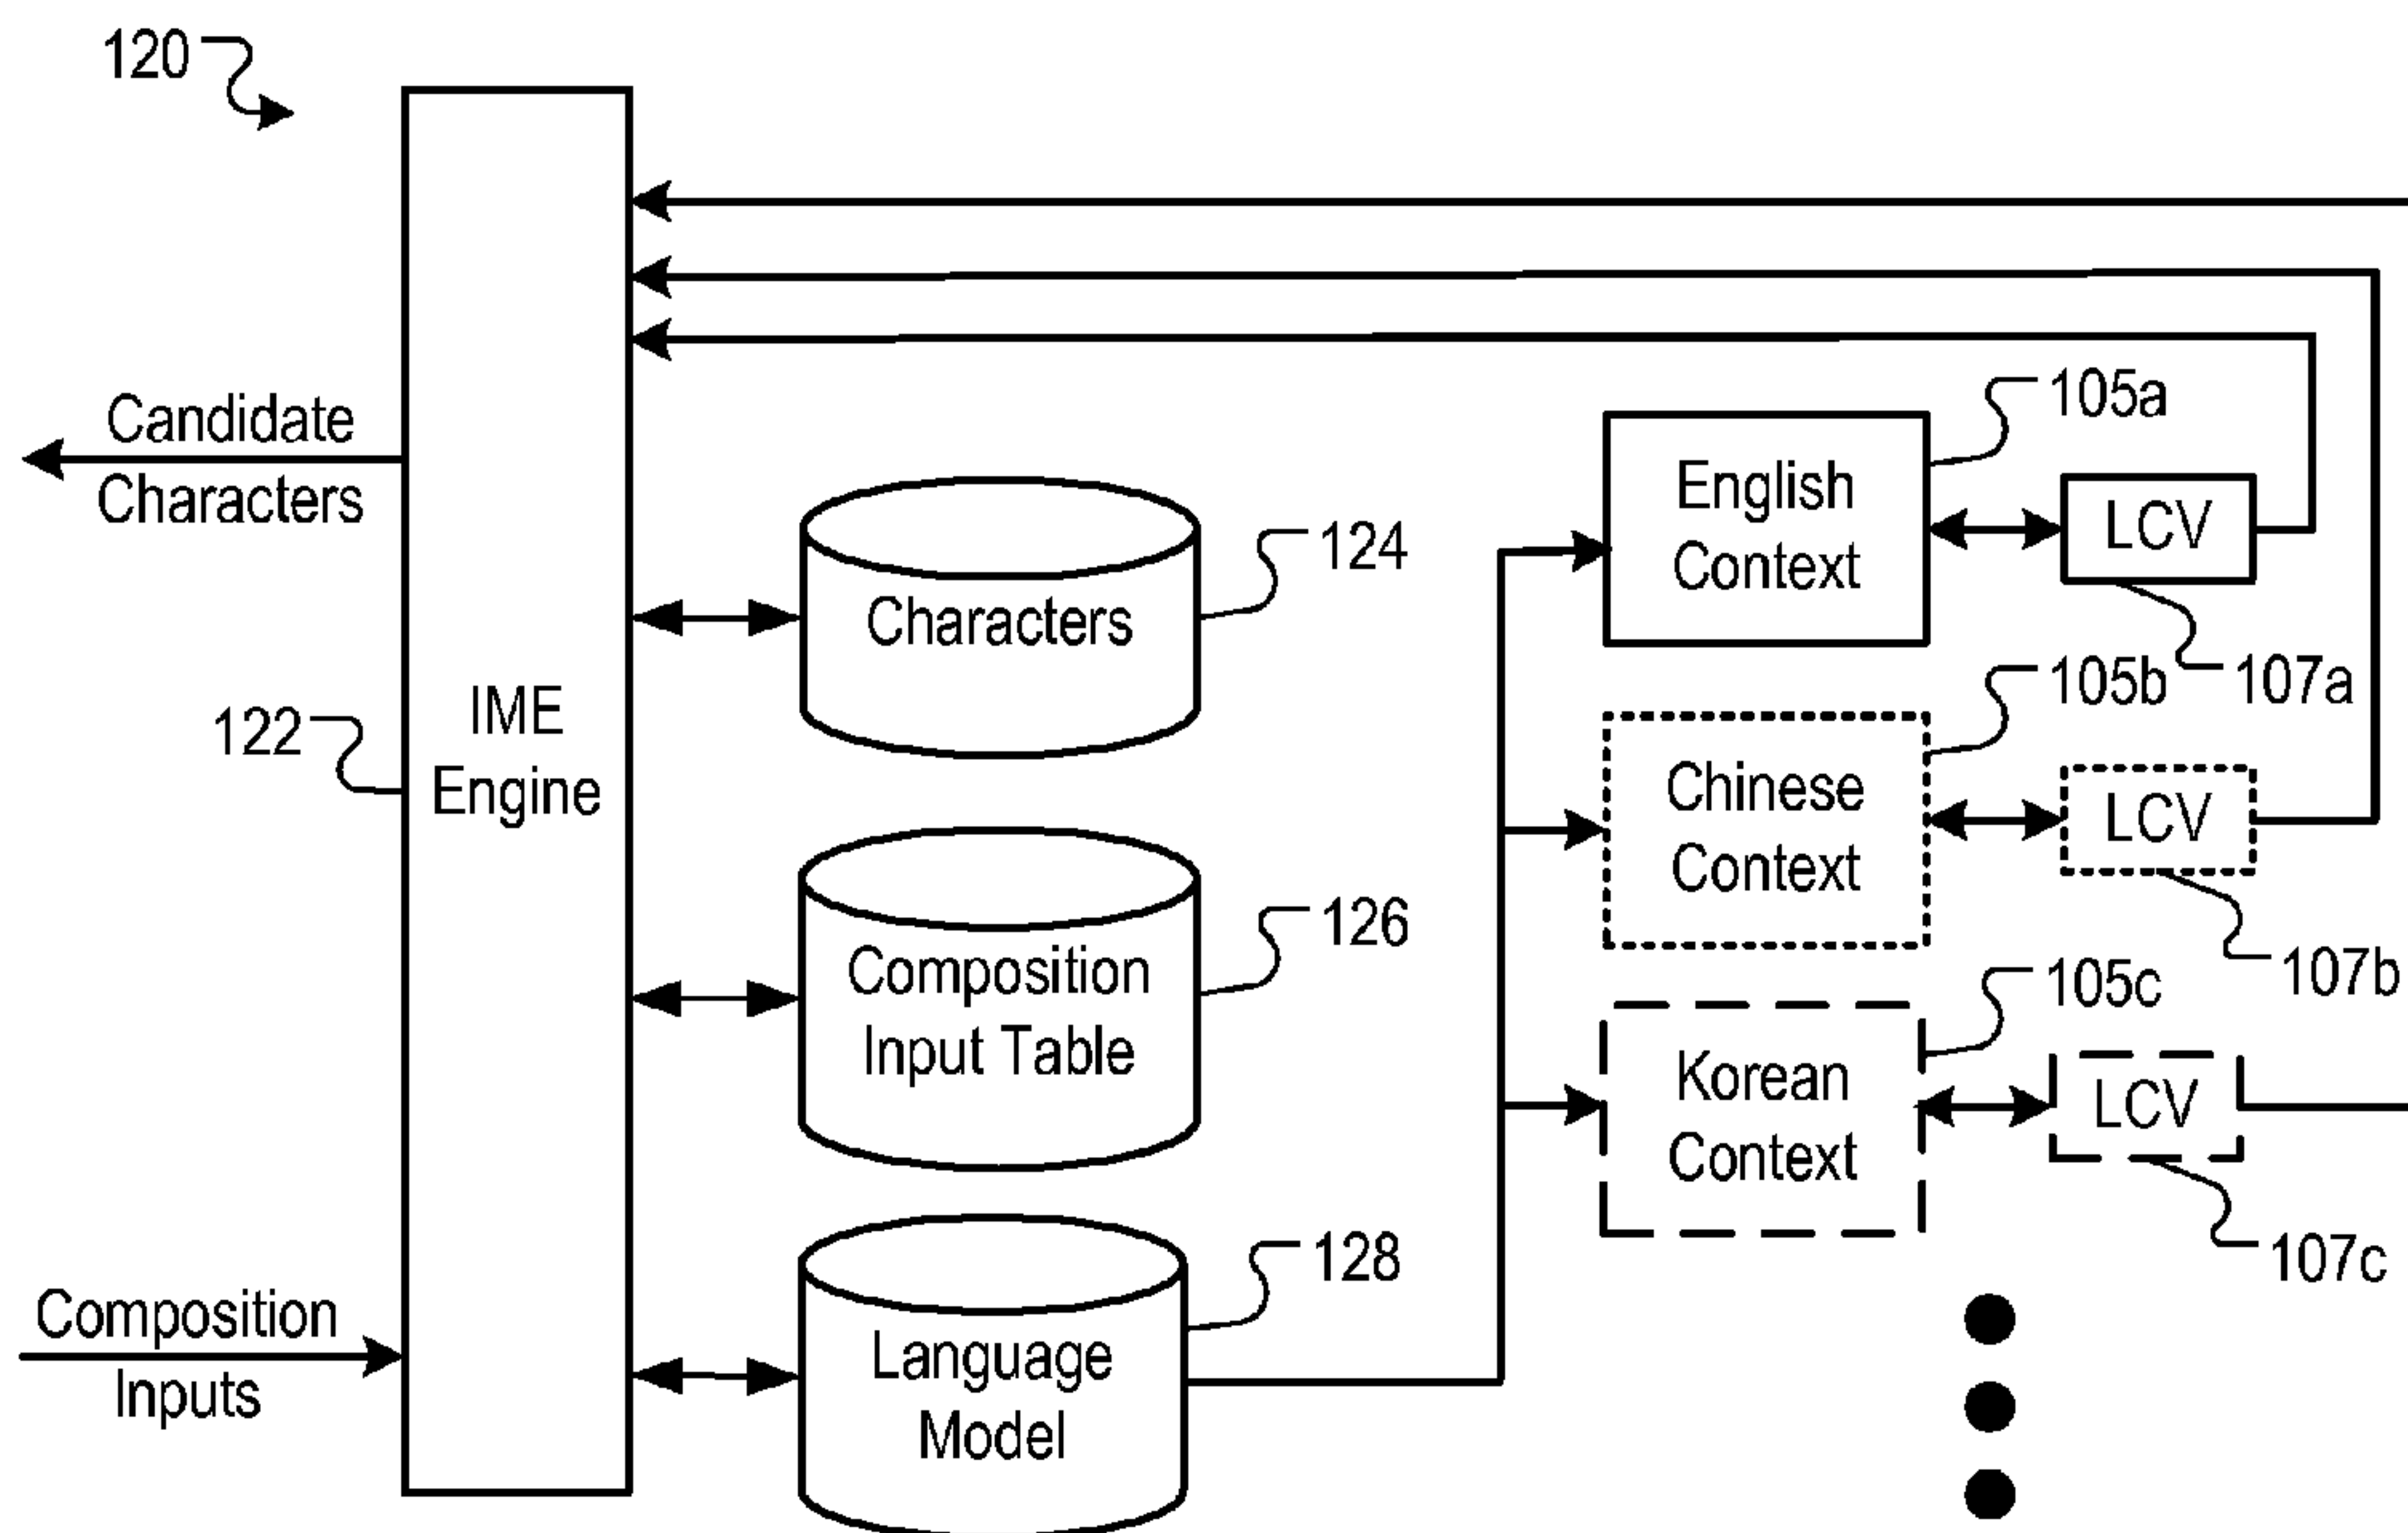 120
Candidate
Characters
122
IME
Engine
Composition
Inputs
Characters
124
Composition
Input Table
126
Language
Model
128
English
Context
105a
LCV
107a
Chinese
Context
105b
LCV
107b
Korean
Context
105c
LCV
107c